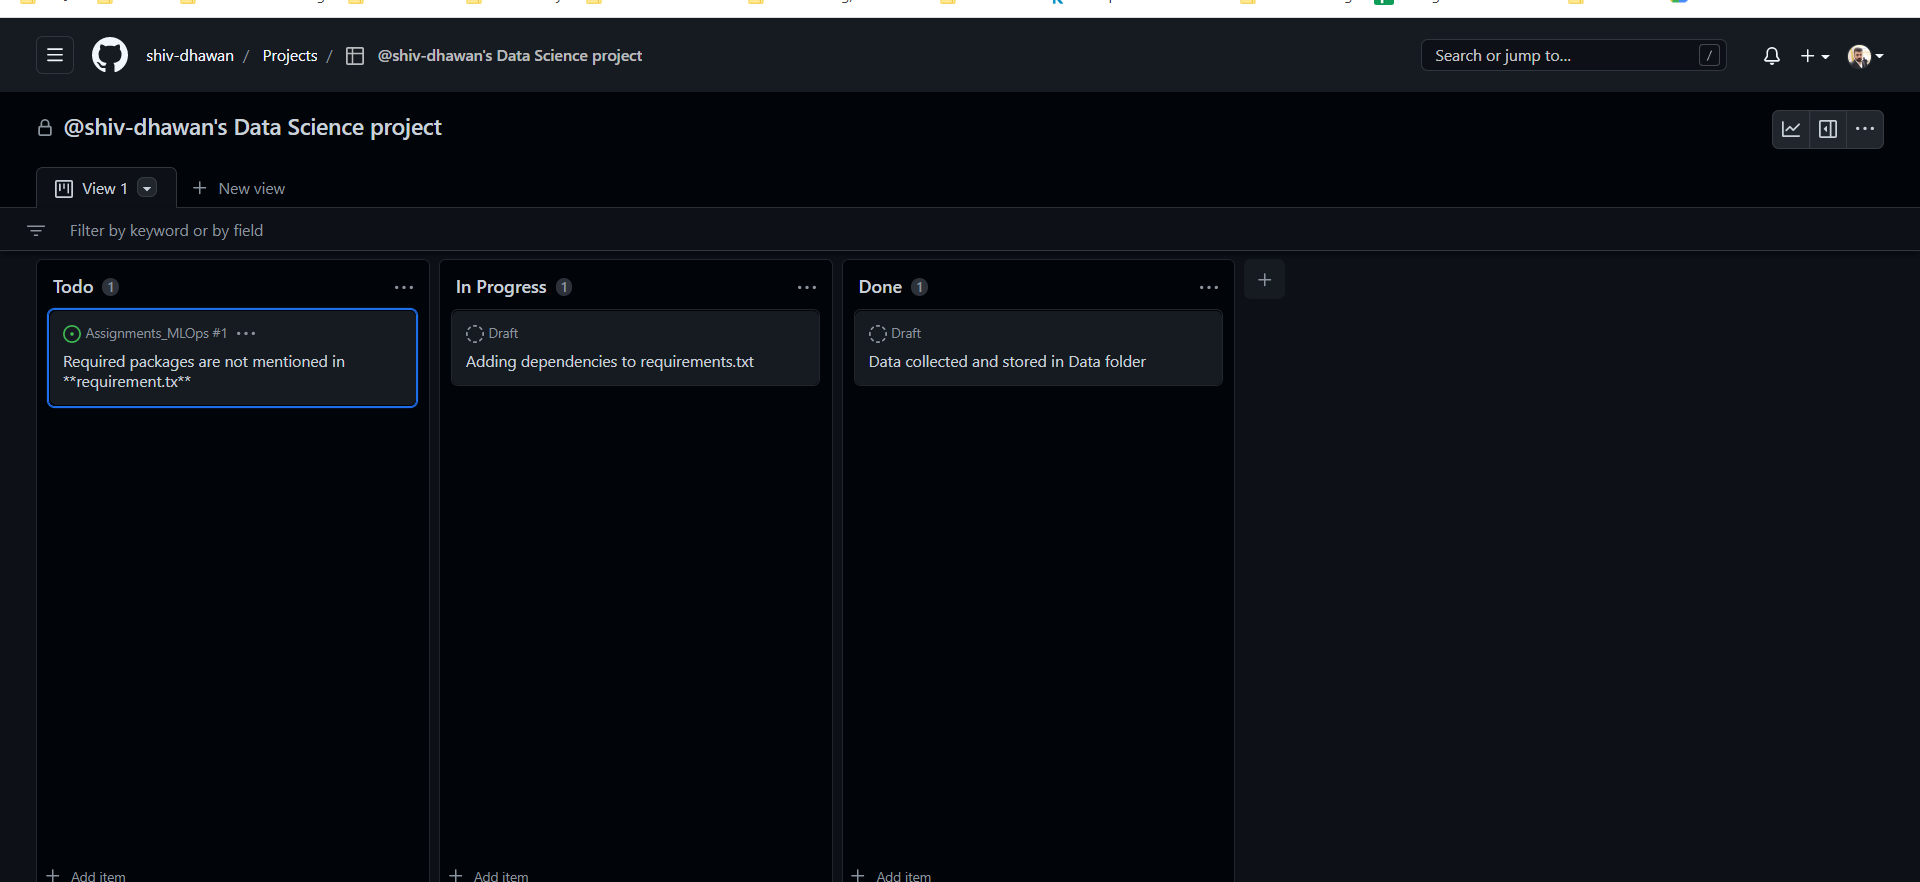 shiv-dhawan / Projects / @shiv-dhawan's Data Science project
Search or jump to... /
@shiv-dhawan's Data Science project
View 1
New view
Filter by keyword or by field
Todo 1
In Progress 1
Done 1
Assignments_MLOps #1
Required packages are not mentioned in
**requirement.tx**
Draft
Adding dependencies to requirements.txt
Draft
Data collected and stored in Data folder
Add item
Add item
Add item